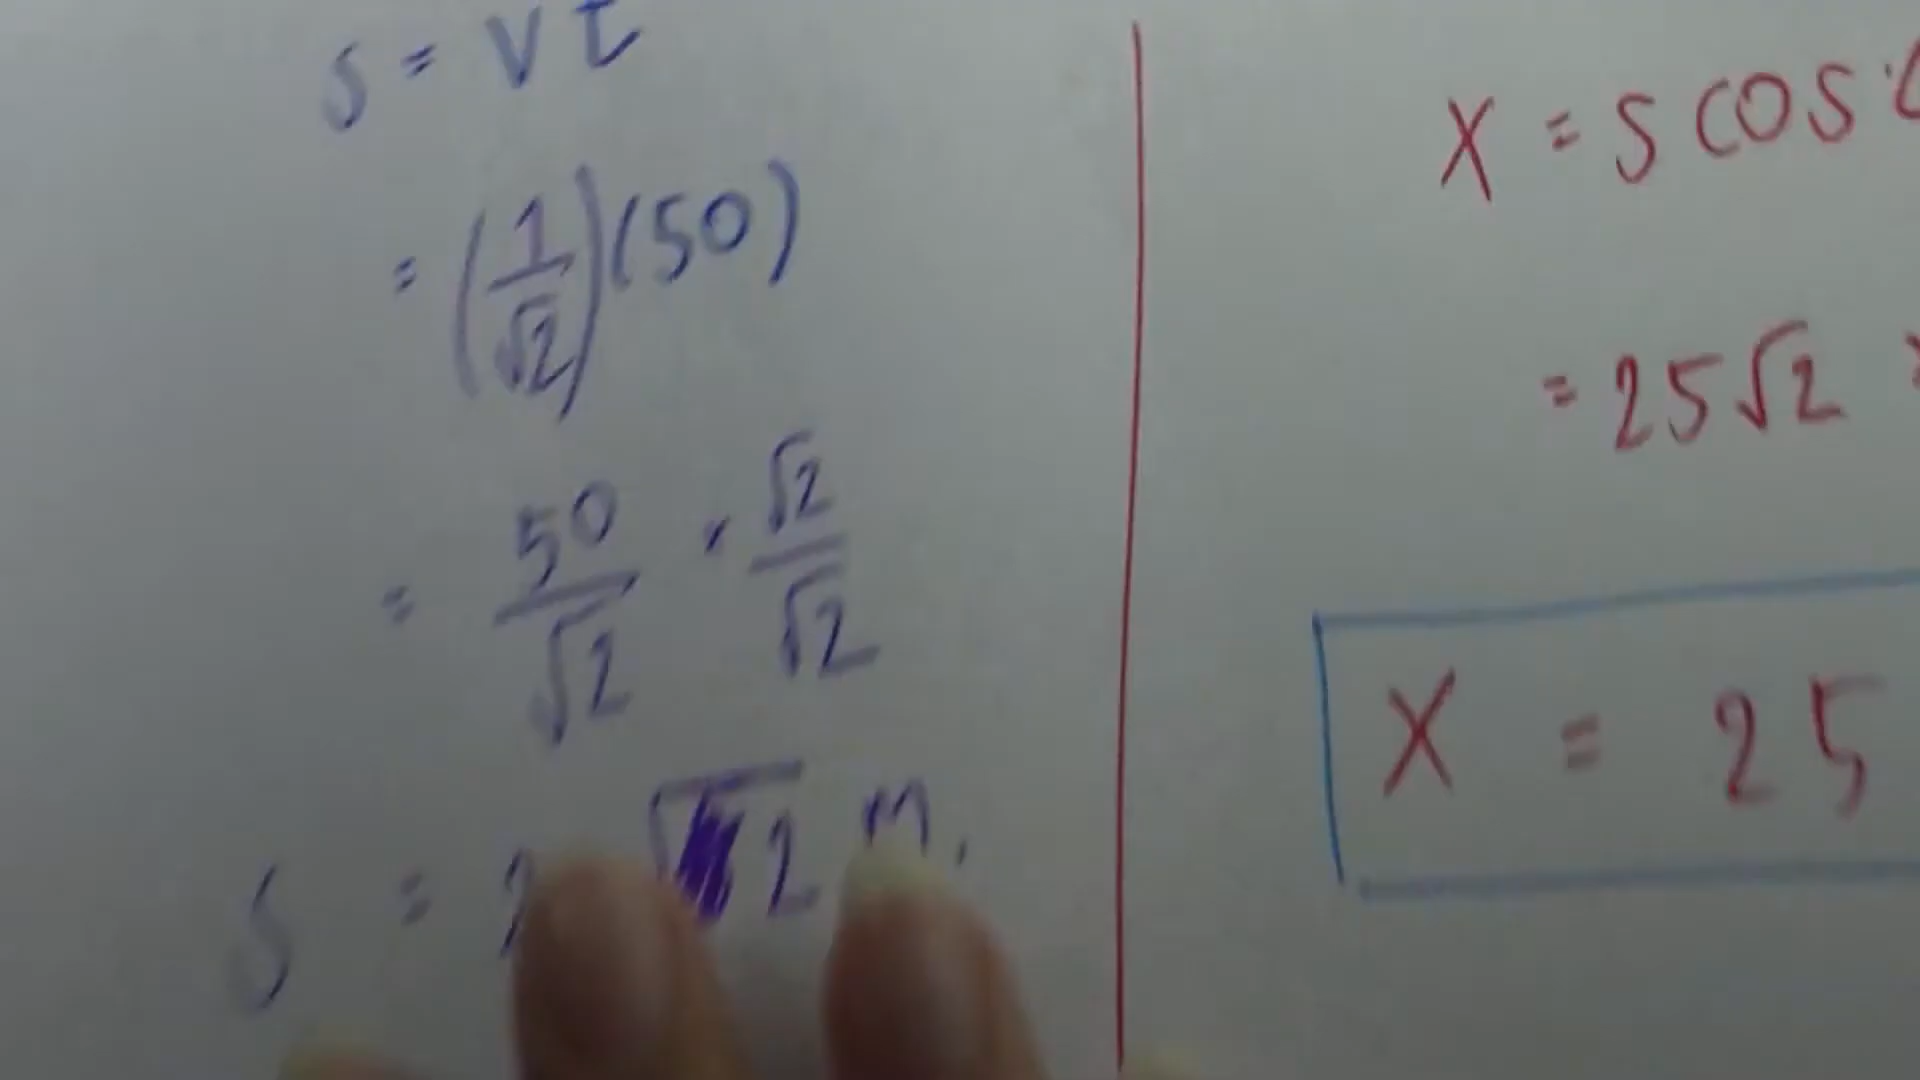 S = Vt
= (1/√2)(50)
= 50/√2 · √2/√2
S = 2 √2 m.
X = S cos
= 25√2
X = 25